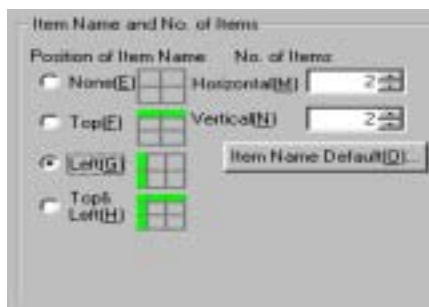 Item Name and No. of Items
Position of Item Name No. of Items
None(E) Horizontal(M) 2
Top(F) Vertical(N) 2
Left(G) Item Name Default(O)...
Top&
Left(H)